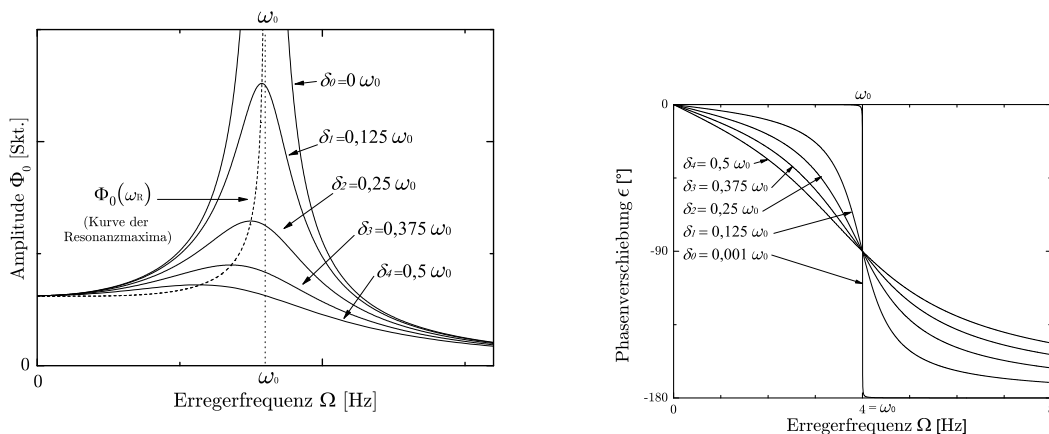 ω₀
Amplitude Φ₀ [Skt.]
δ₀=0 ω₀
δ₁=0,125 ω₀
δ₂=0,25 ω₀
δ₃=0,375 ω₀
δ₄=0,5 ω₀
Φ₀(ω_R)
(Kurve der
Resonanzmaxima)
0
0
ω₀
Erregerfrequenz Ω [Hz]
ω₀
Phasenverschiebung ϵ [°]
0
-90
-180
δ₄= 0,5 ω₀
δ₃= 0,375 ω₀
δ₂= 0,25 ω₀
δ₁= 0,125 ω₀
δ₀= 0,001 ω₀
0
4 = ω₀
Erregerfrequenz Ω [Hz]